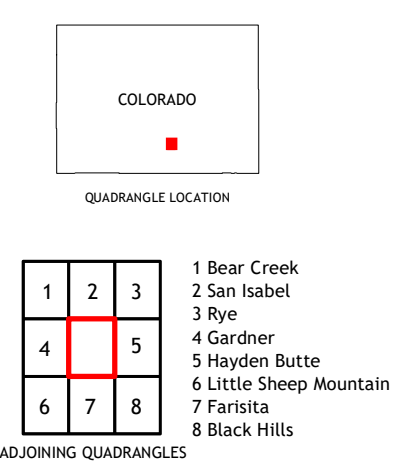 COLORADO
QUADRANGLE LOCATION
1 2 3
4 5
6 7 8
ADJOINING QUADRANGLES
1 Bear Creek
2 San Isabel
3 Rye
4 Gardner
5 Hayden Butte
6 Little Sheep Mountain
7 Farisita
8 Black Hills